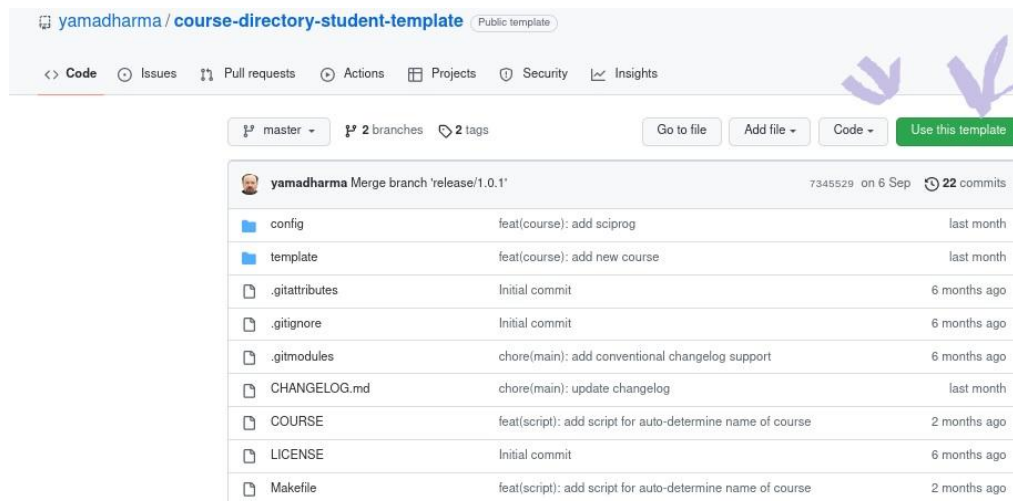 yamadharma / course-directory-student-template Public template
Code Issues Pull requests Actions Projects Security Insights
master 2 branches 2 tags Go to file Add file Code Use this template
yamadharma Merge branch 'release/1.0.1' 7345529 on 6 Sep 22 commits
config feat(course): add sciprog last month
template feat(course): add new course last month
.gitattributes Initial commit 6 months ago
.gitignore Initial commit 6 months ago
.gitmodules chore(main): add conventional changelog support 6 months ago
CHANGELOG.md chore(main): update changelog last month
COURSE feat(script): add script for auto-determine name of course 2 months ago
LICENSE Initial commit 6 months ago
Makefile feat(script): add script for auto-determine name of course 2 months ago